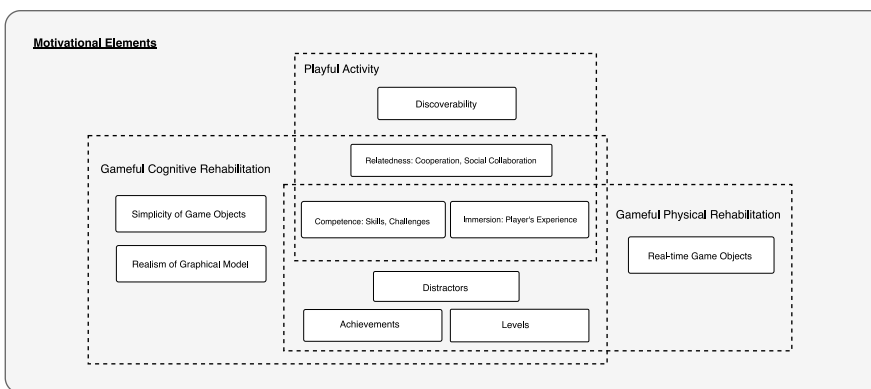 Motivational Elements
Playful Activity
Discoverability
Relatedness: Cooperation, Social Collaboration
Gameful Cognitive Rehabilitation
Simplicity of Game Objects
Realism of Graphical Model
Competence: Skills, Challenges
Immersion: Player's Experience
Gameful Physical Rehabilitation
Real-time Game Objects
Distractors
Achievements
Levels